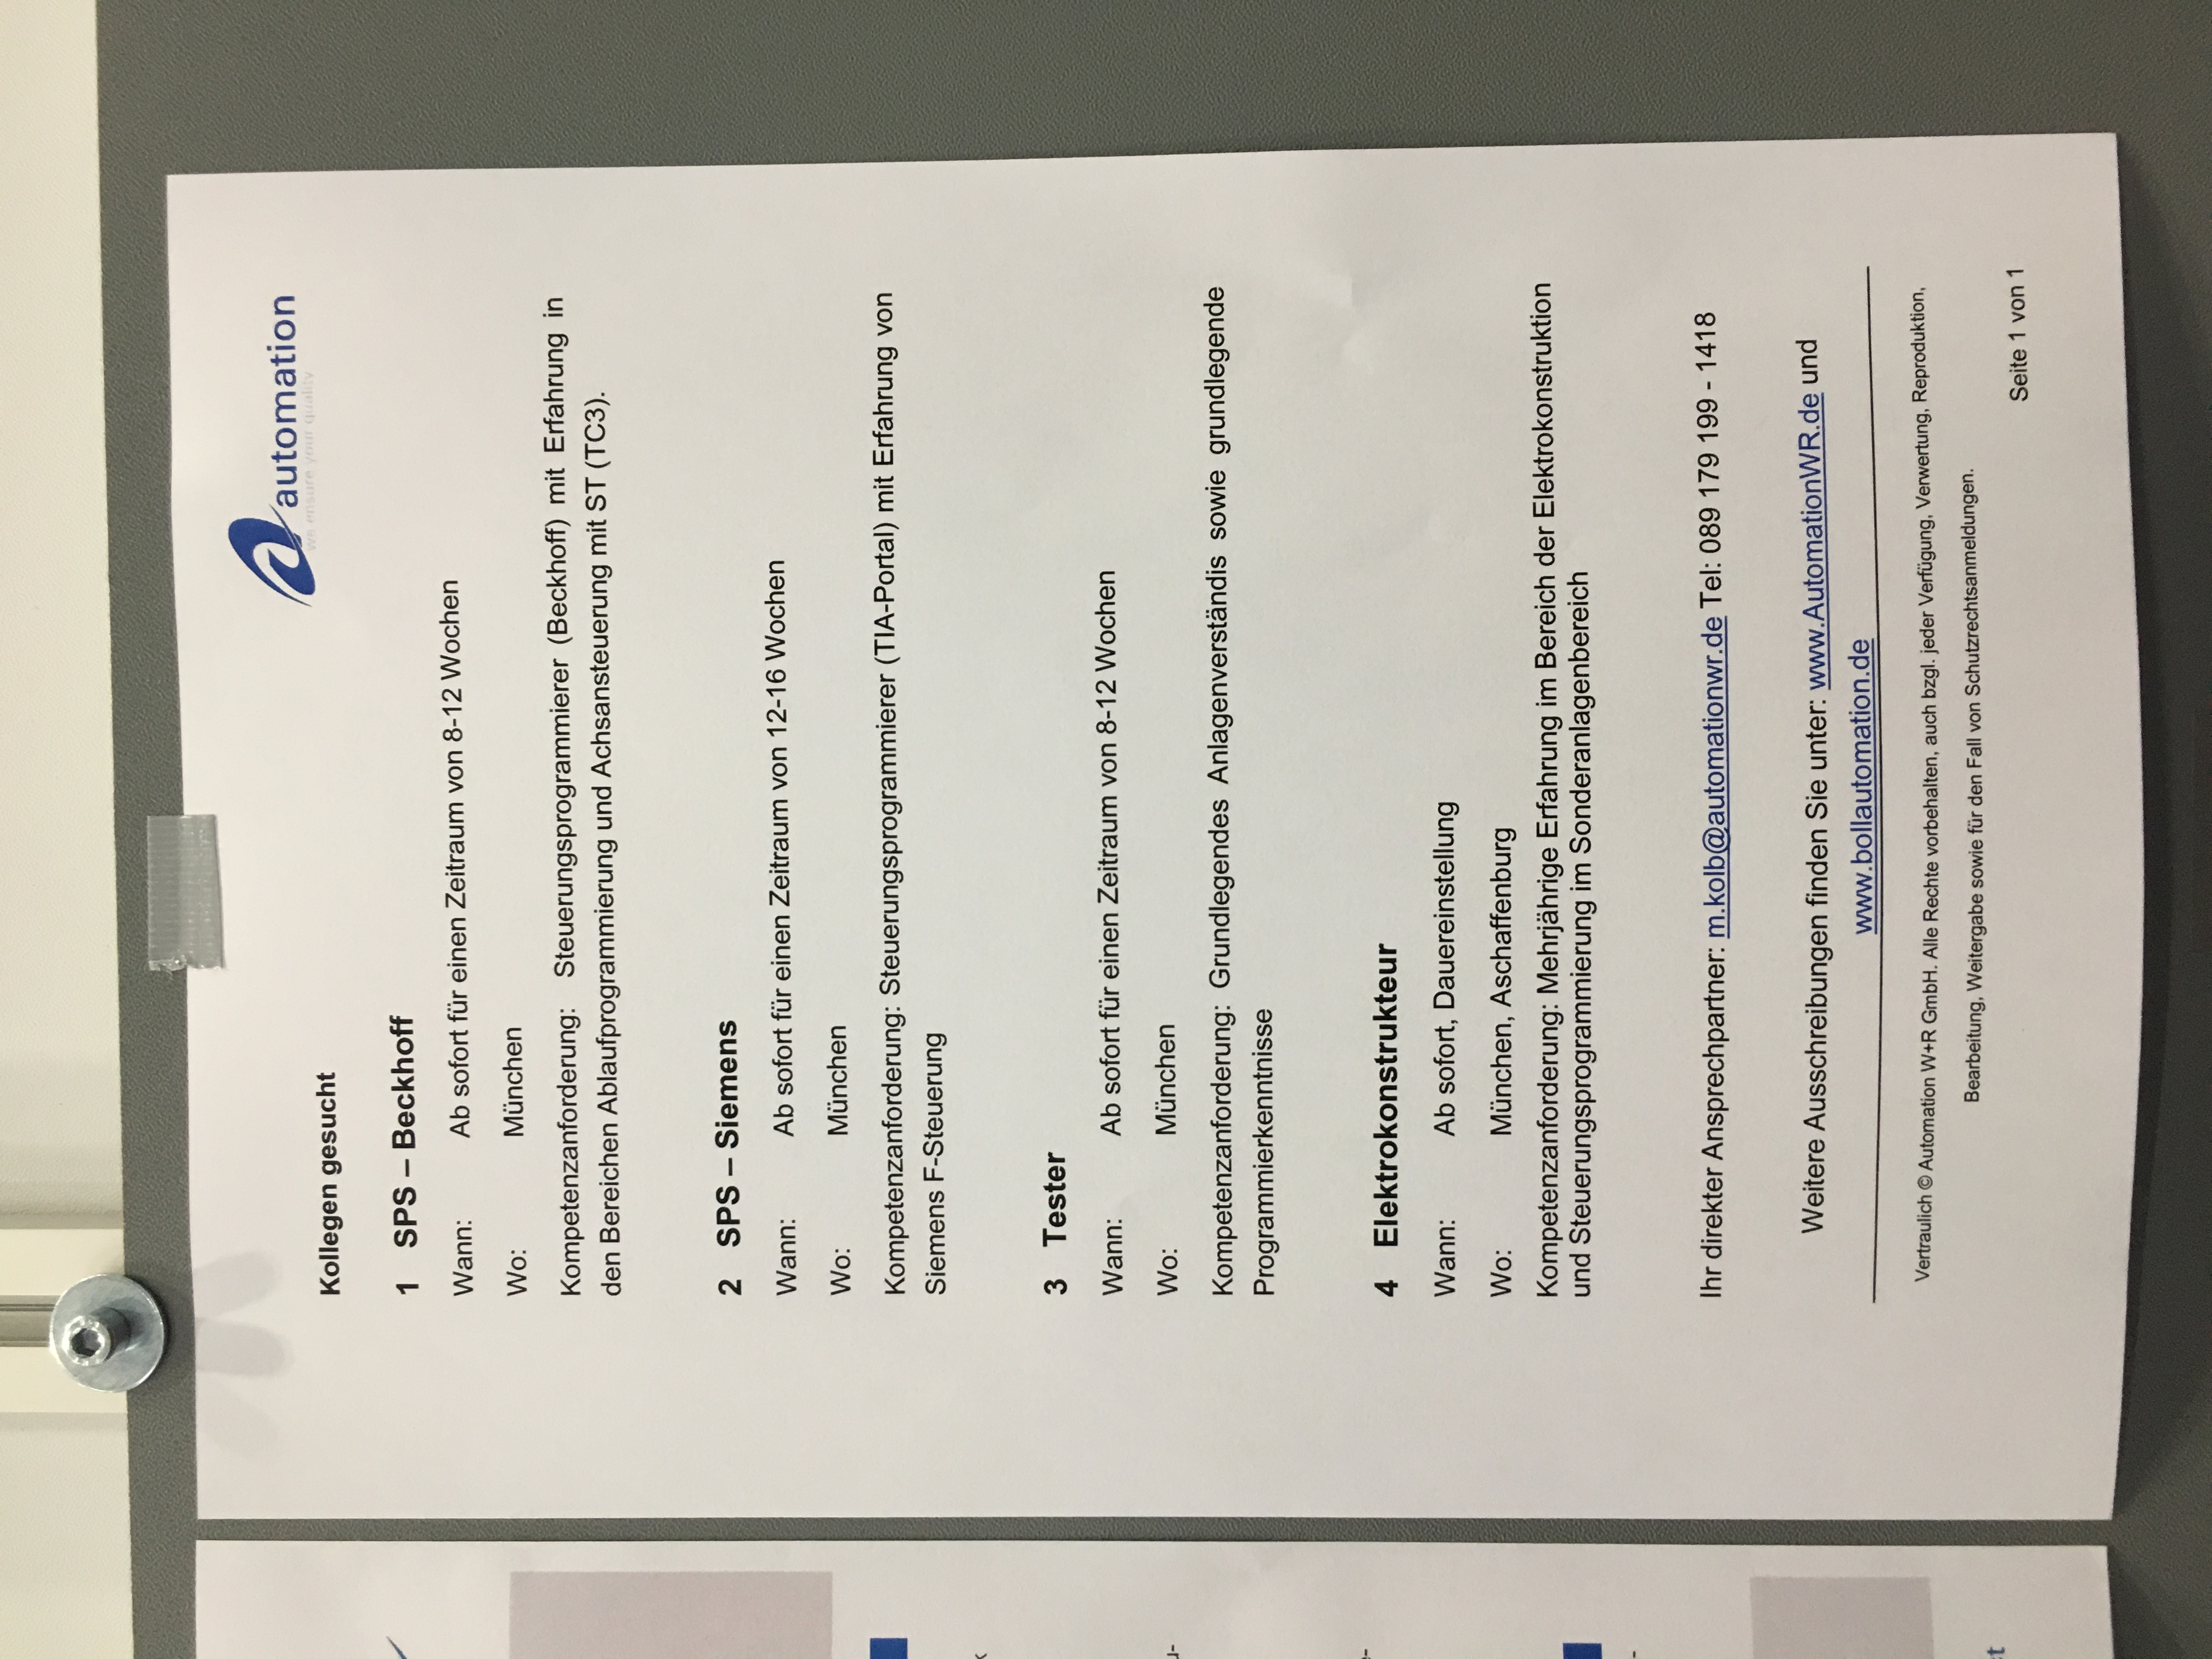 automation
we ensure your quality
Kollegen gesucht
1 SPS – Beckhoff
Wann: Ab sofort für einen Zeitraum von 8-12 Wochen
Wo: München
Kompetenzanforderung: Steuerungsprogrammierer (Beckhoff) mit Erfahrung in
den Bereichen Ablaufprogrammierung und Achsansteuerung mit ST (TC3).
2 SPS – Siemens
Wann: Ab sofort für einen Zeitraum von 12-16 Wochen
Wo: München
Kompetenzanforderung: Steuerungsprogrammierer (TIA-Portal) mit Erfahrung von
Siemens F-Steuerung
3 Tester
Wann: Ab sofort für einen Zeitraum von 8-12 Wochen
Wo: München
Kompetenzanforderung: Grundlegendes Anlagenverständis sowie grundlegende
Programmierkenntnisse
4 Elektrokonstrukteur
Wann: Ab sofort, Dauereinstellung
Wo: München, Aschaffenburg
Kompetenzanforderung: Mehrjährige Erfahrung im Bereich der Elektrokonstruktion
und Steuerungsprogrammierung im Sonderanlagenbereich
Ihr direkter Ansprechpartner: m.kolb@automationwr.de Tel: 089 179 199 - 1418
Weitere Ausschreibungen finden Sie unter: www.AutomationWR.de und
www.bollautomation.de
Vertraulich © Automation W+R GmbH. Alle Rechte vorbehalten, auch bzgl. jeder Verfügung, Verwertung, Reproduktion,
Bearbeitung, Weitergabe sowie für den Fall von Schutzrechtsanmeldungen.
Seite 1 von 1